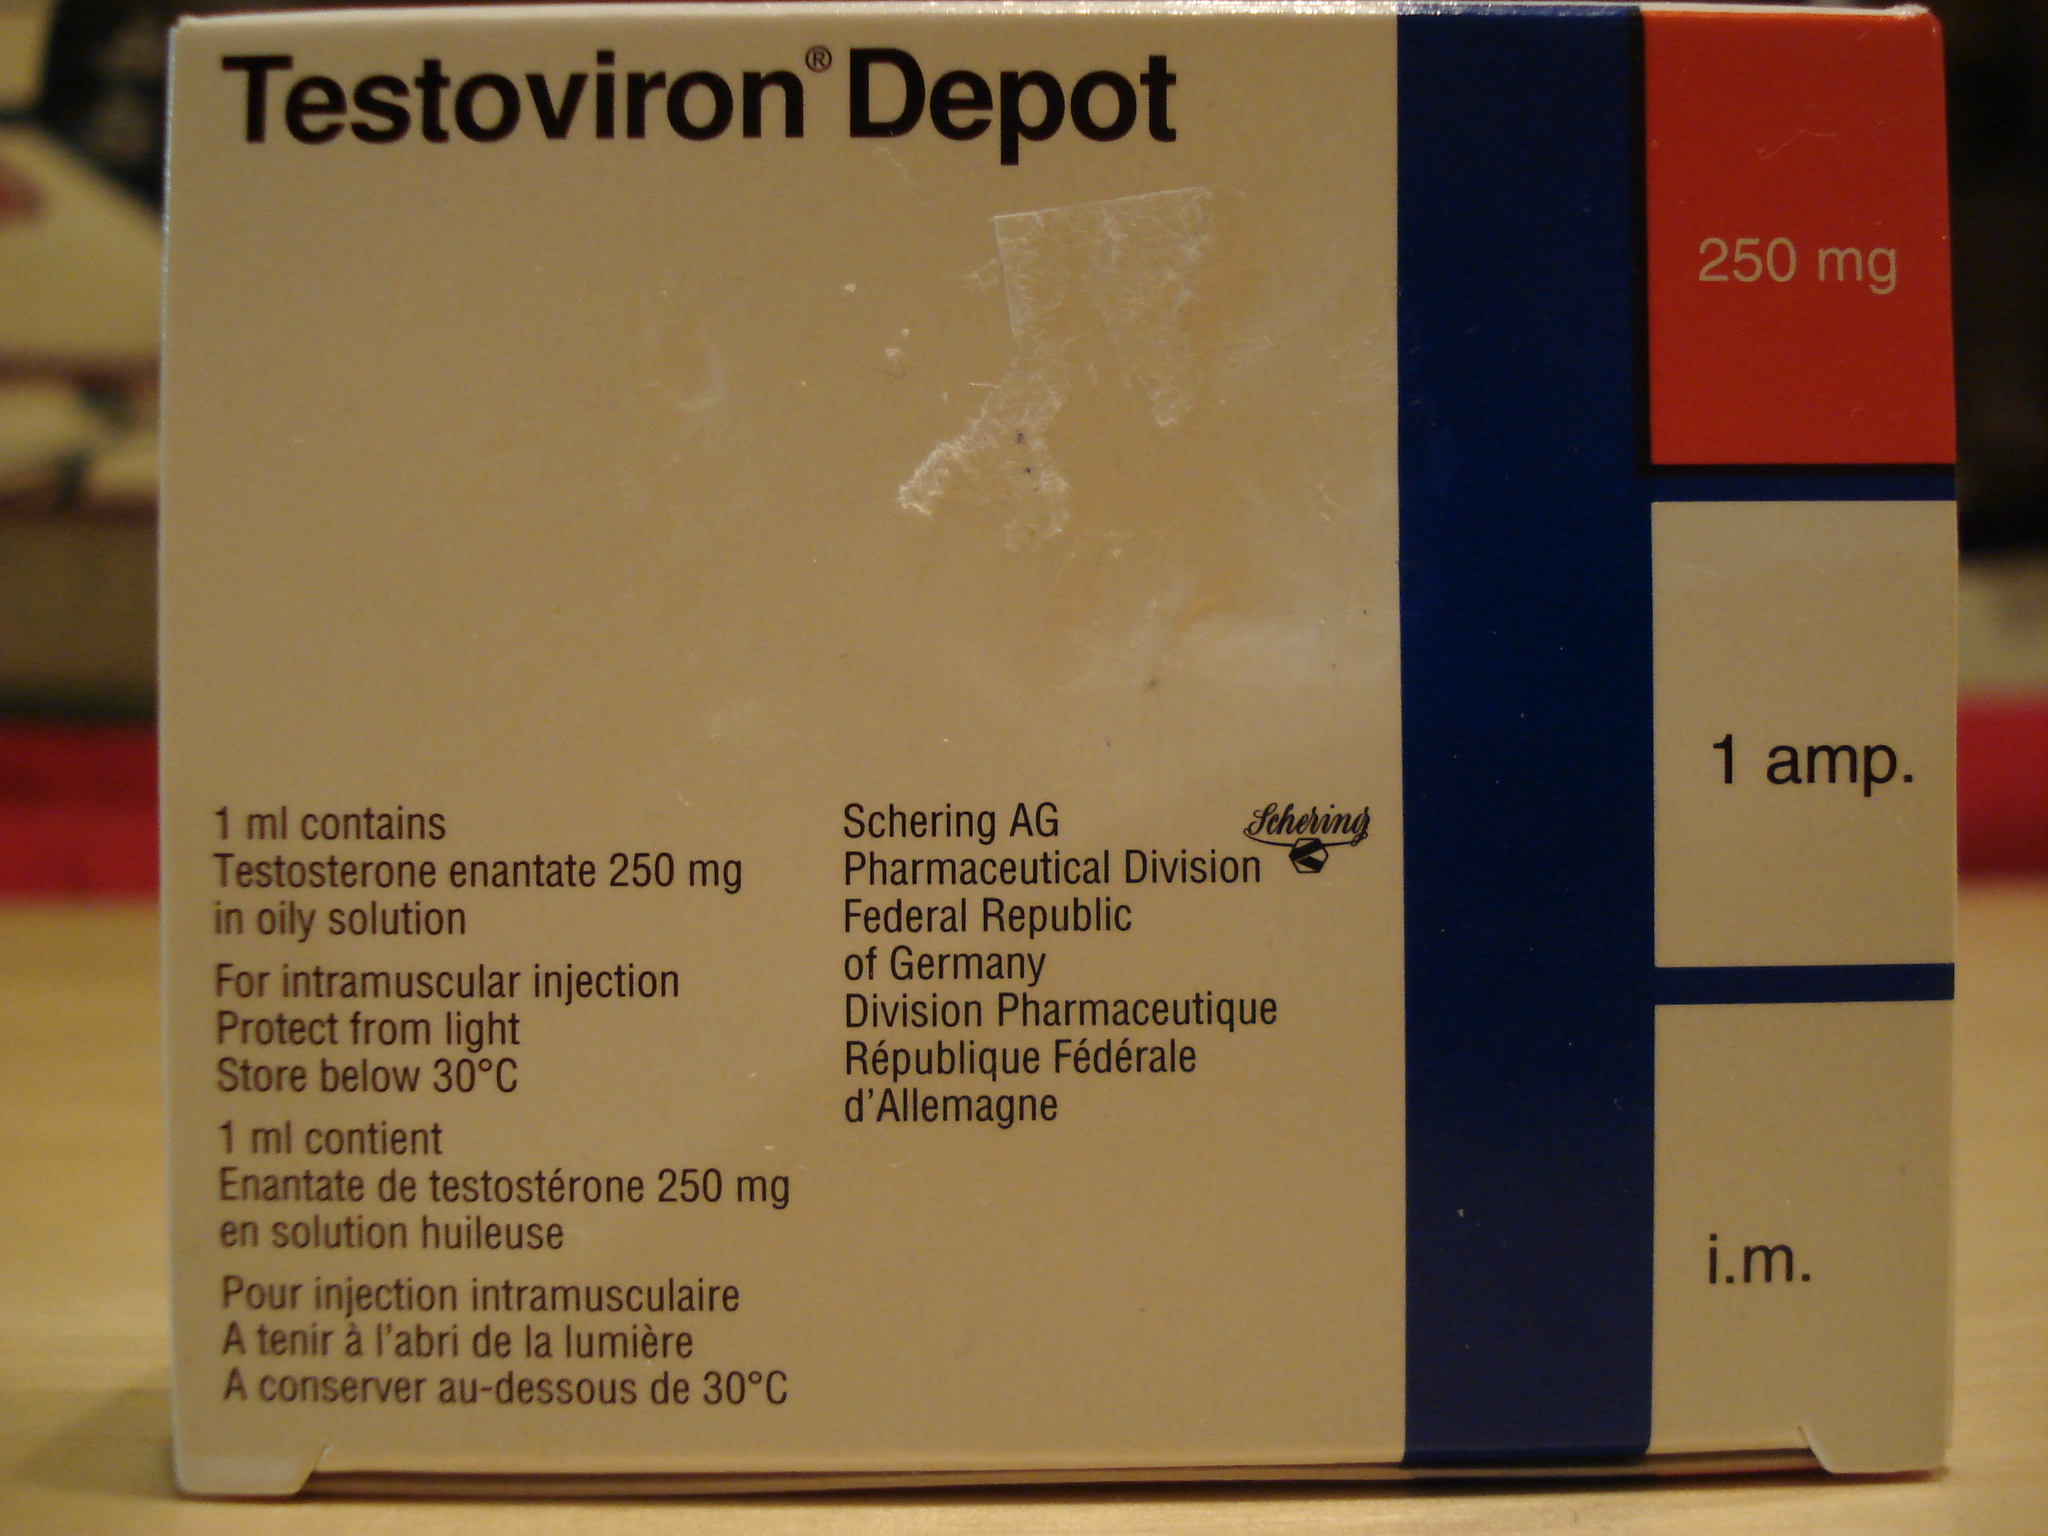 Testoviron® Depot
250 mg
1 amp.
i.m.
1 ml contains
Testosterone enantate 250 mg
in oily solution
For intramuscular injection
Protect from light
Store below 30°C
1 ml contient
Enantate de testostérone 250 mg
en solution huileuse
Pour injection intramusculaire
A tenir à l'abri de la lumière
A conserver au-dessous de 30°C
Schering AG
Pharmaceutical Division
Federal Republic
of Germany
Division Pharmaceutique
République Fédérale
d'Allemagne
Schering